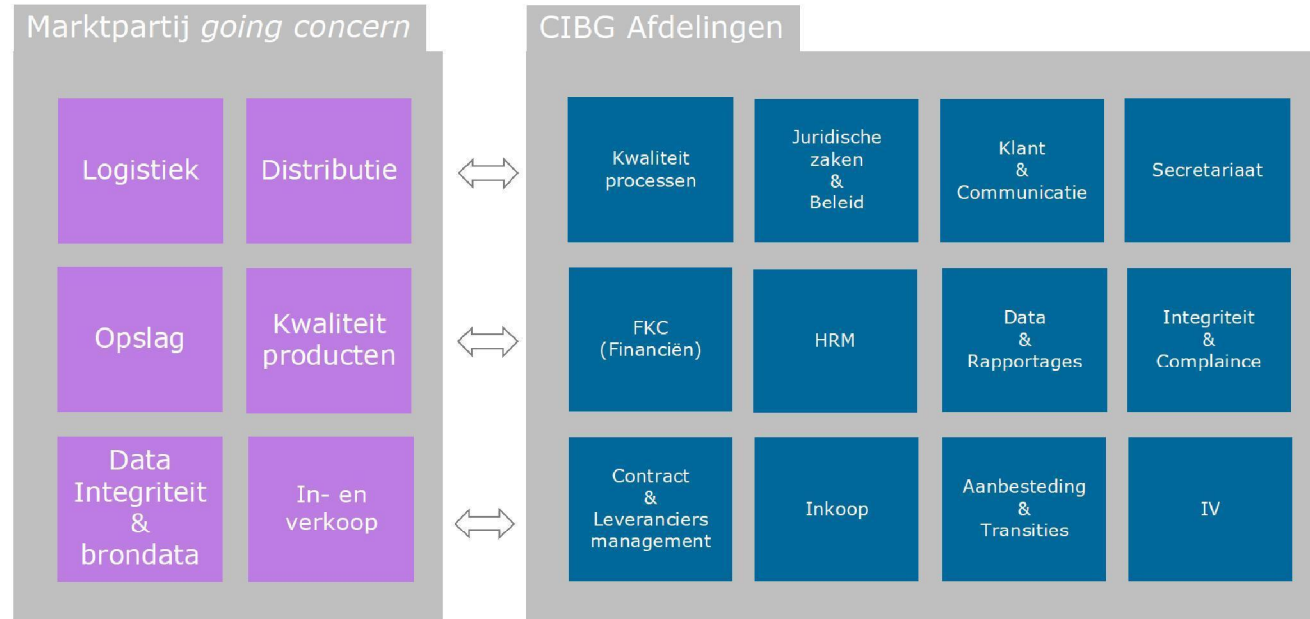 Marktpartij going concern
Logistiek
Distributie
Opslag
Kwaliteit
producten
Data
Integriteit
&
brondata
In- en
verkoop
CIBG Afdelingen
Kwaliteit
processen
Juridische
zaken
&
Beleid
Klant
&
Communicatie
Secretariaat
FKC
(Financiën)
HRM
Data
&
Rapportages
Integriteit
&
Complaince
Contract
&
Leveranciers
management
Inkoop
Aanbesteding
&
Transities
IV